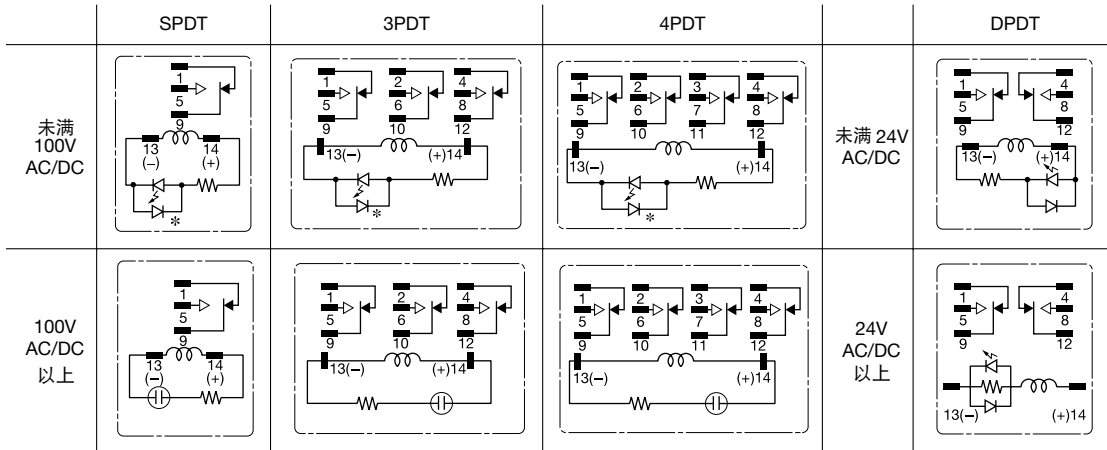 SPDT 3PDT 4PDT DPDT
未满
100V
AC/DC
1
5
9
13 14
(−) (+)
*
1 2 4
5 6 8
9 10 12
13(−) (+)14
*
1 2 3 4
5 6 7 8
9 10 11 12
13(−) (+)14
*
未满 24V
AC/DC
1 4
5 8
9 12
13(−) (+)14
100V
AC/DC
以上
1
5
9
13 14
(−) (+)
1 2 4
5 6 8
9 10 12
13(−) (+)14
1 2 3 4
5 6 7 8
9 10 11 12
13(−) (+)14
24V
AC/DC
以上
1 4
5 8
9 12
13(−) (+)14